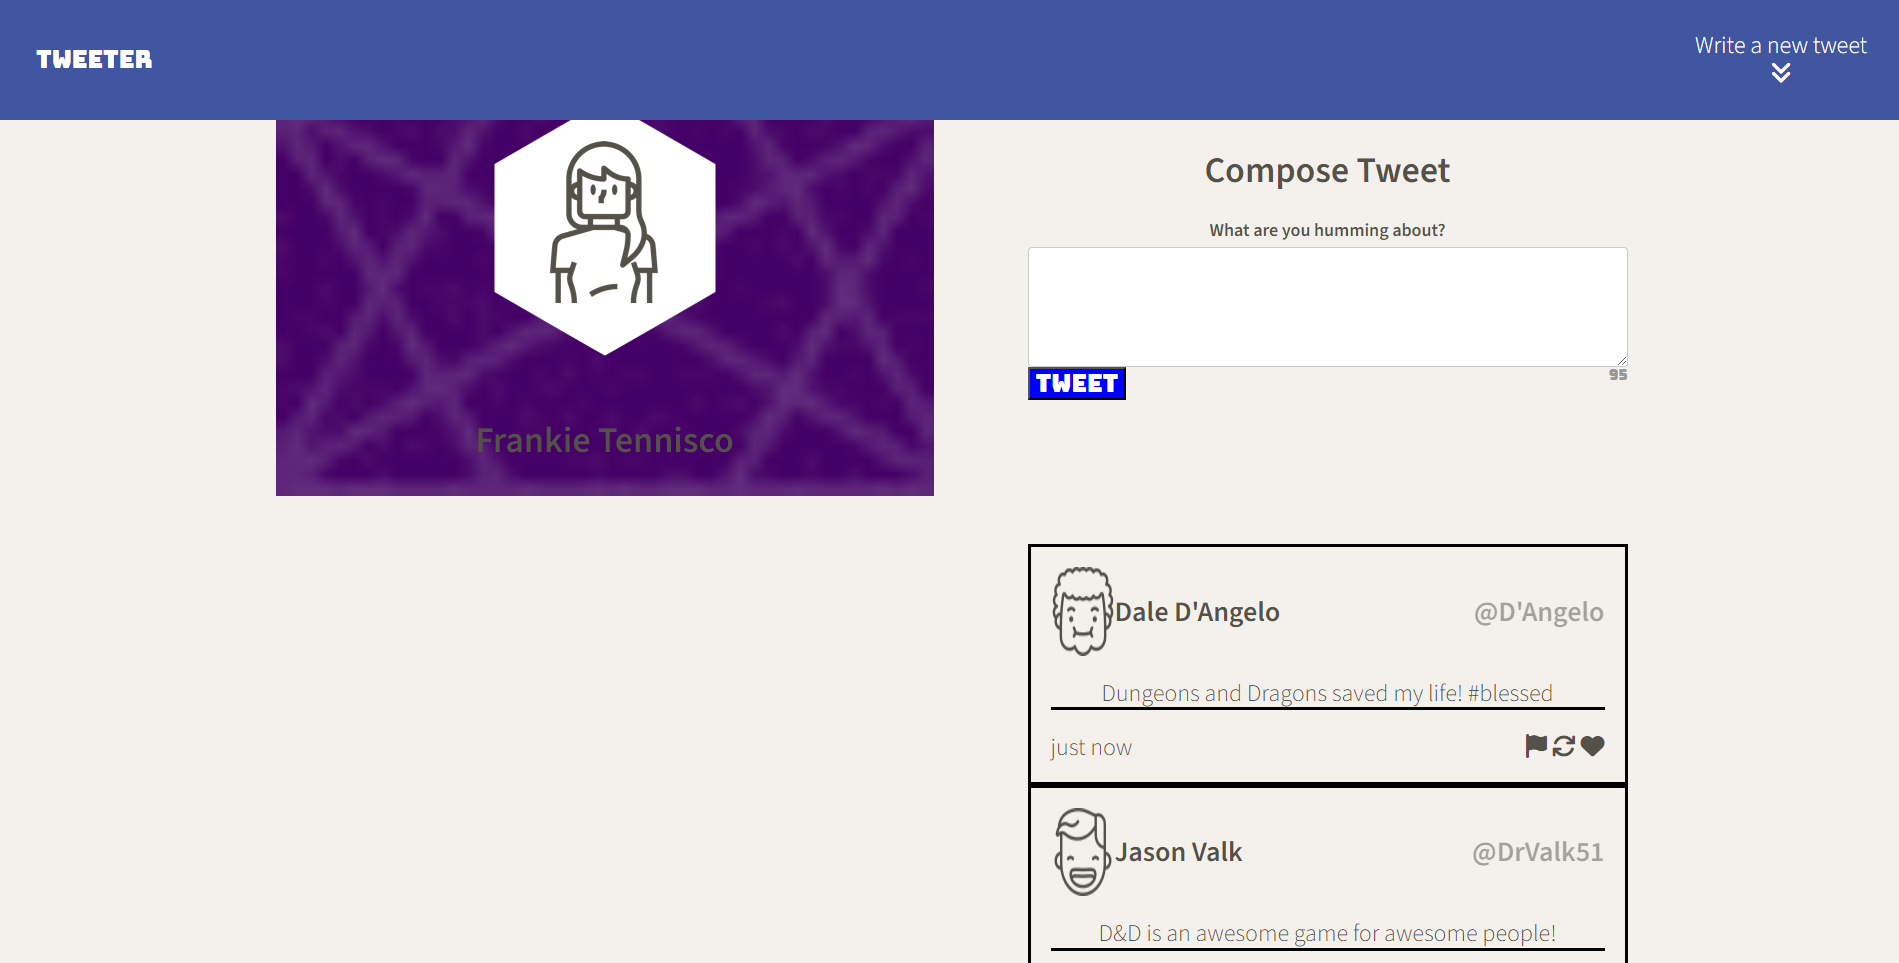 TWEETER
Write a new tweet
Frankie Tennisco
Compose Tweet
What are you humming about?
TWEET
95
Dale D'Angelo
@D'Angelo
Dungeons and Dragons saved my life! #blessed
just now
Jason Valk
@DrValk51
D&D is an awesome game for awesome people!